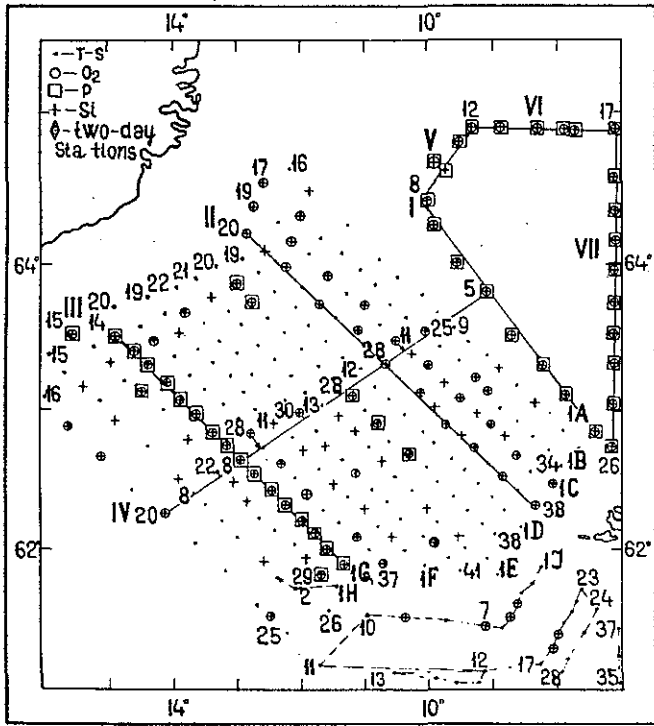 14° 10°
·-T-S
O-O₂
□-P
+-Si
◊-two-day
Stations
12 VI 17
V
16
17
8
I
19
II 20
VII
64° 64°
19.
20.
21
22
19.
20.
5
III
15
14
25 9
11
28
12
15
28
16
1A
30 13
11
28
1B
26
34
22 8
1C
8
38
IV 20
1D
62° 62°
38
1J
1G
37
1F
41
1E
29
1H
2
23
24
26
10
7
37
25
11
12
17
13
28
35
14° 10°